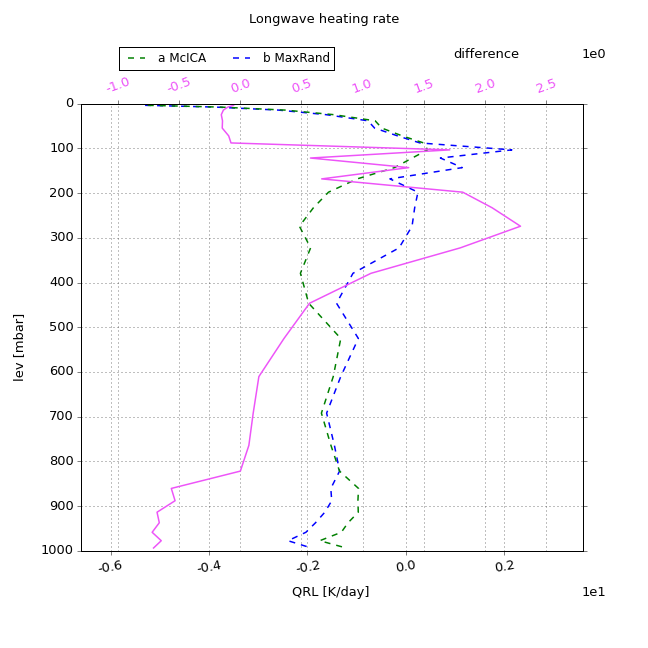 Longwave heating rate
a McICA b MaxRand
difference 1e0
-1.0 -0.5 0.0 0.5 1.0 1.5 2.0 2.5
0
100
200
300
400
500
600
700
800
900
1000
lev [mbar]
-0.6 -0.4 -0.2 0.0 0.2
QRL [K/day] 1e1